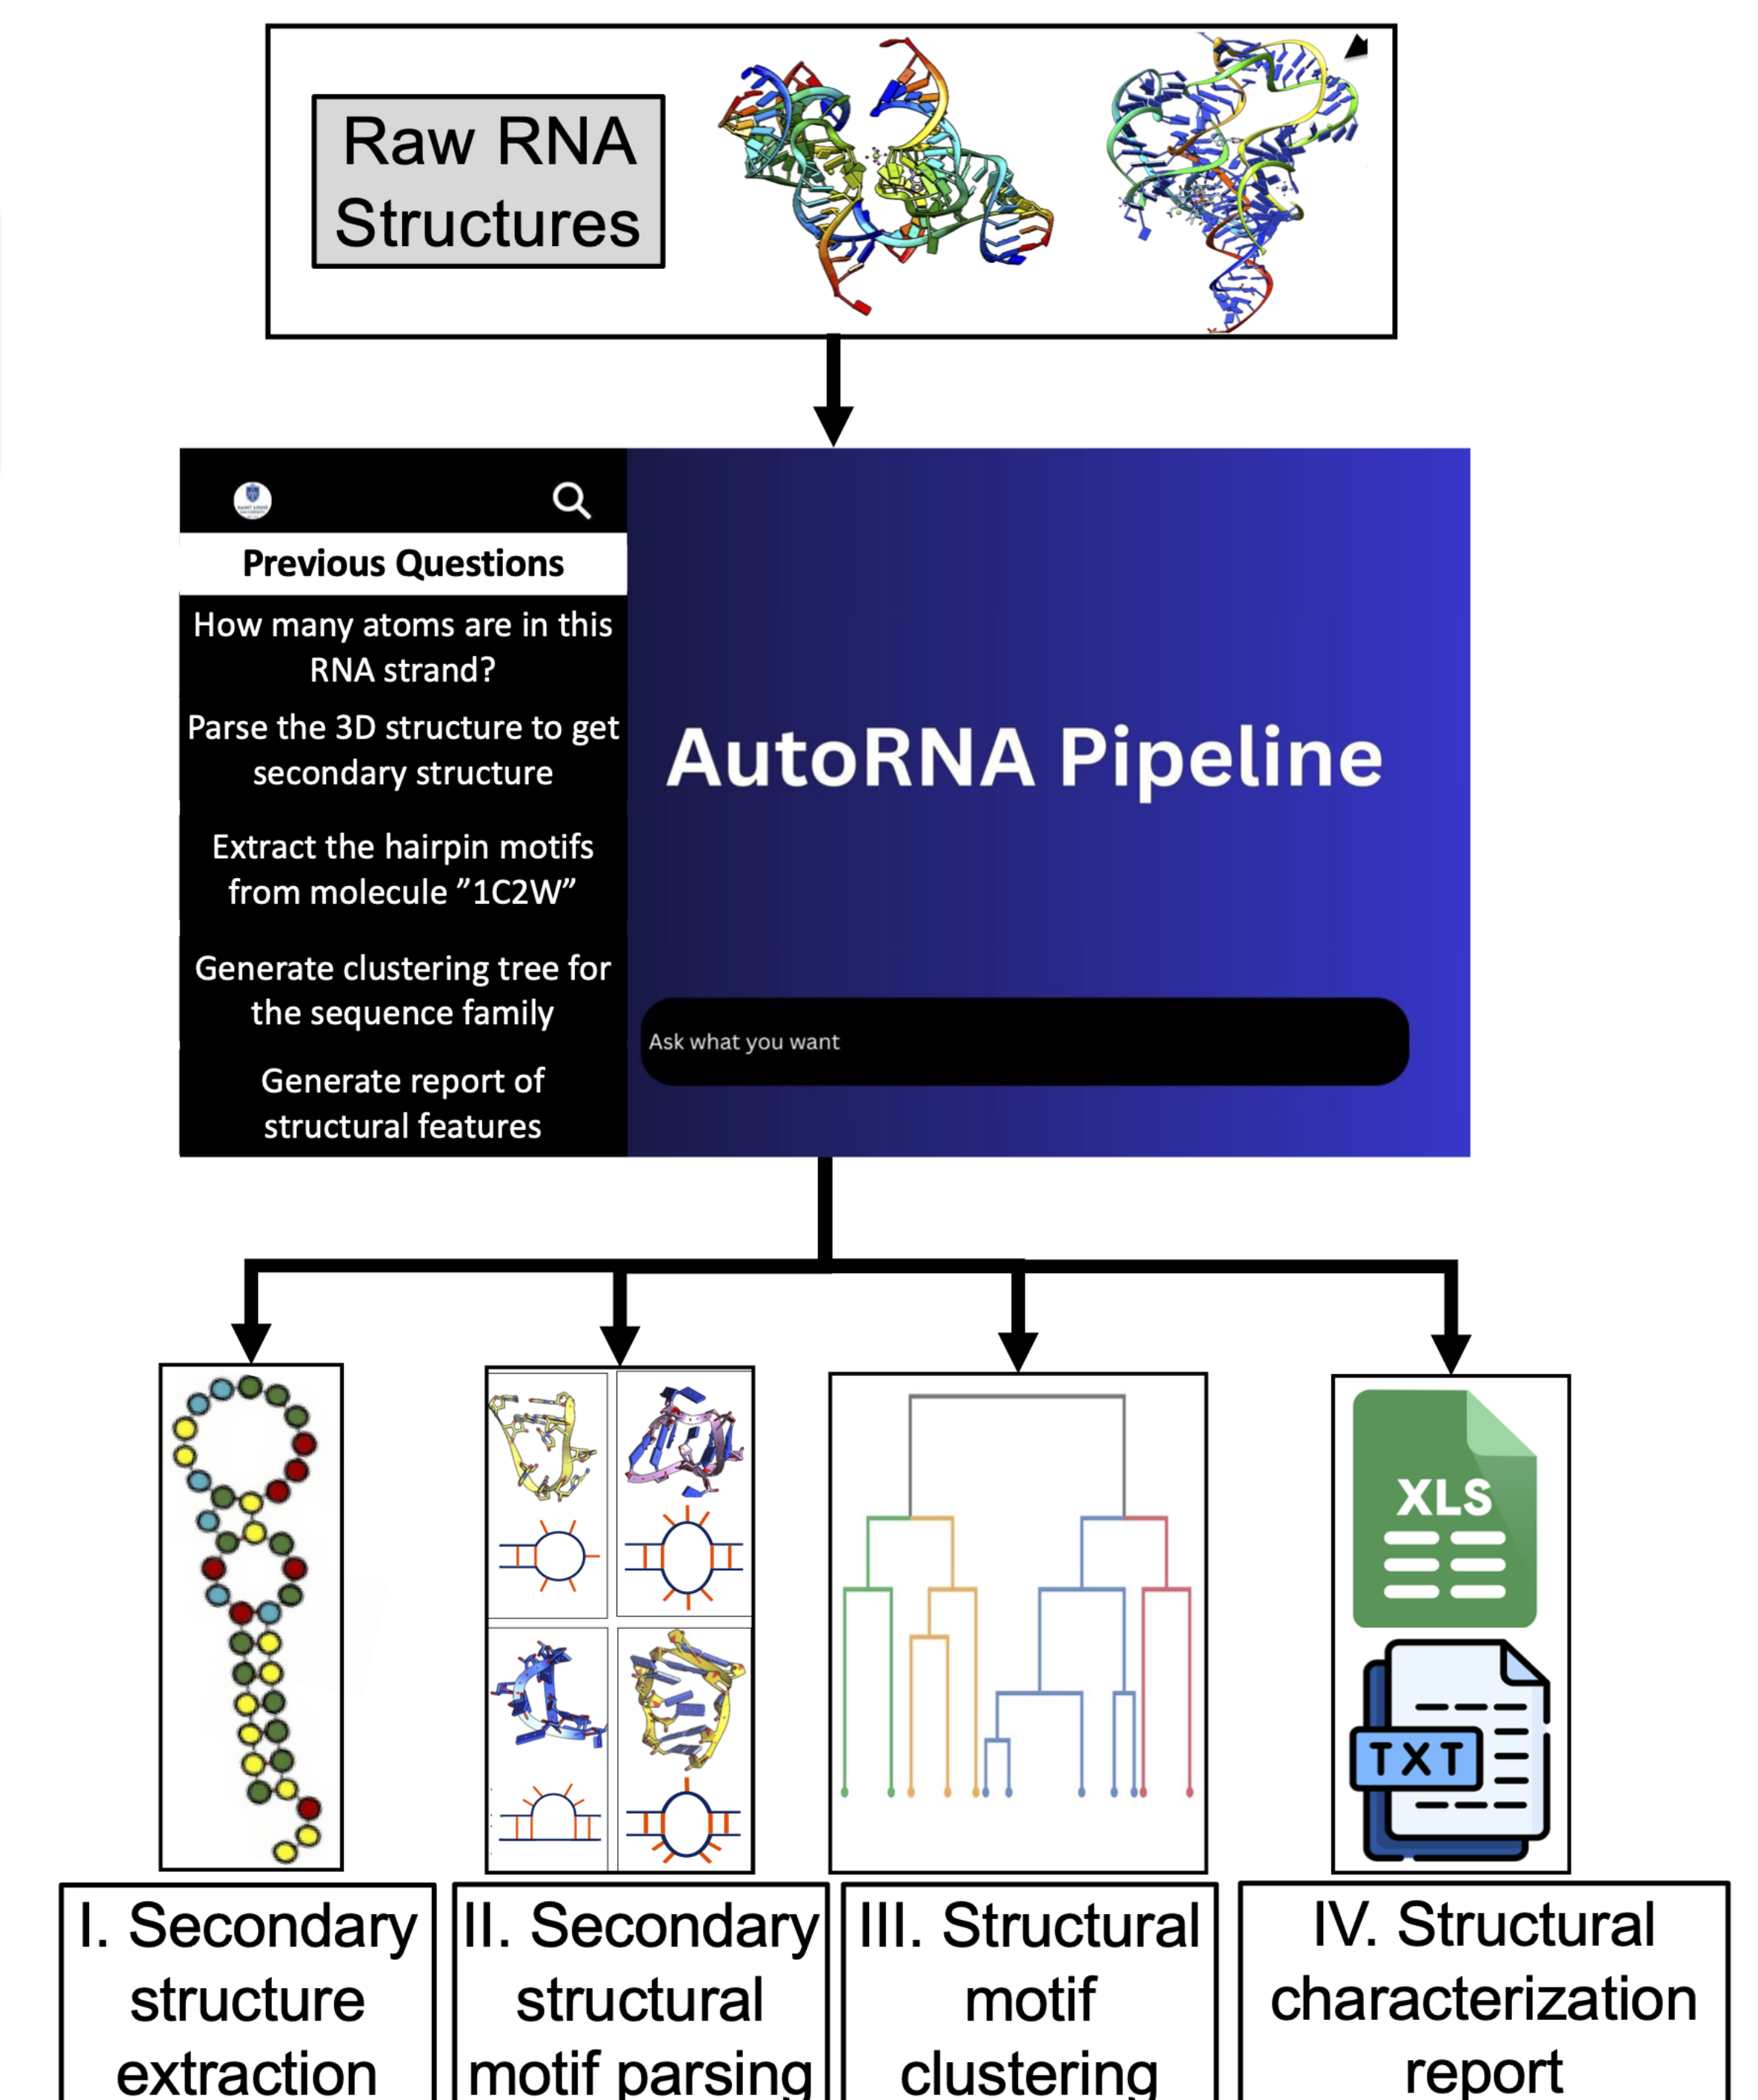 Raw RNA
Structures
SAINT LOUIS
UNIVERSITY
Previous Questions
How many atoms are in this
RNA strand?
Parse the 3D structure to get
secondary structure
Extract the hairpin motifs
from molecule ”1C2W”
Generate clustering tree for
the sequence family
Generate report of
structural features
AutoRNA Pipeline
Ask what you want
XLS
TXT
I. Secondary
structure
extraction
II. Secondary
structural
motif parsing
III. Structural
motif
clustering
IV. Structural
characterization
report